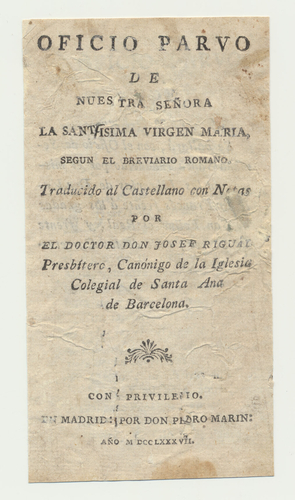 OFICIO PARVO
DE
NUESTRA SEÑORA
LA SANTISIMA VIRGEN MARIA,
SEGUN EL BREVIARIO ROMANO.
Traducido al Castellano con Notas
POR
EL DOCTOR DON JOSEF RIGUAL
Presbítero, Canónigo de la Iglesia
Colegial de Santa Ana
de Barcelona.
CON PRIVILEGIO.
EN MADRID: POR DON PEDRO MARIN:
AÑO M DCCLXXXVII.